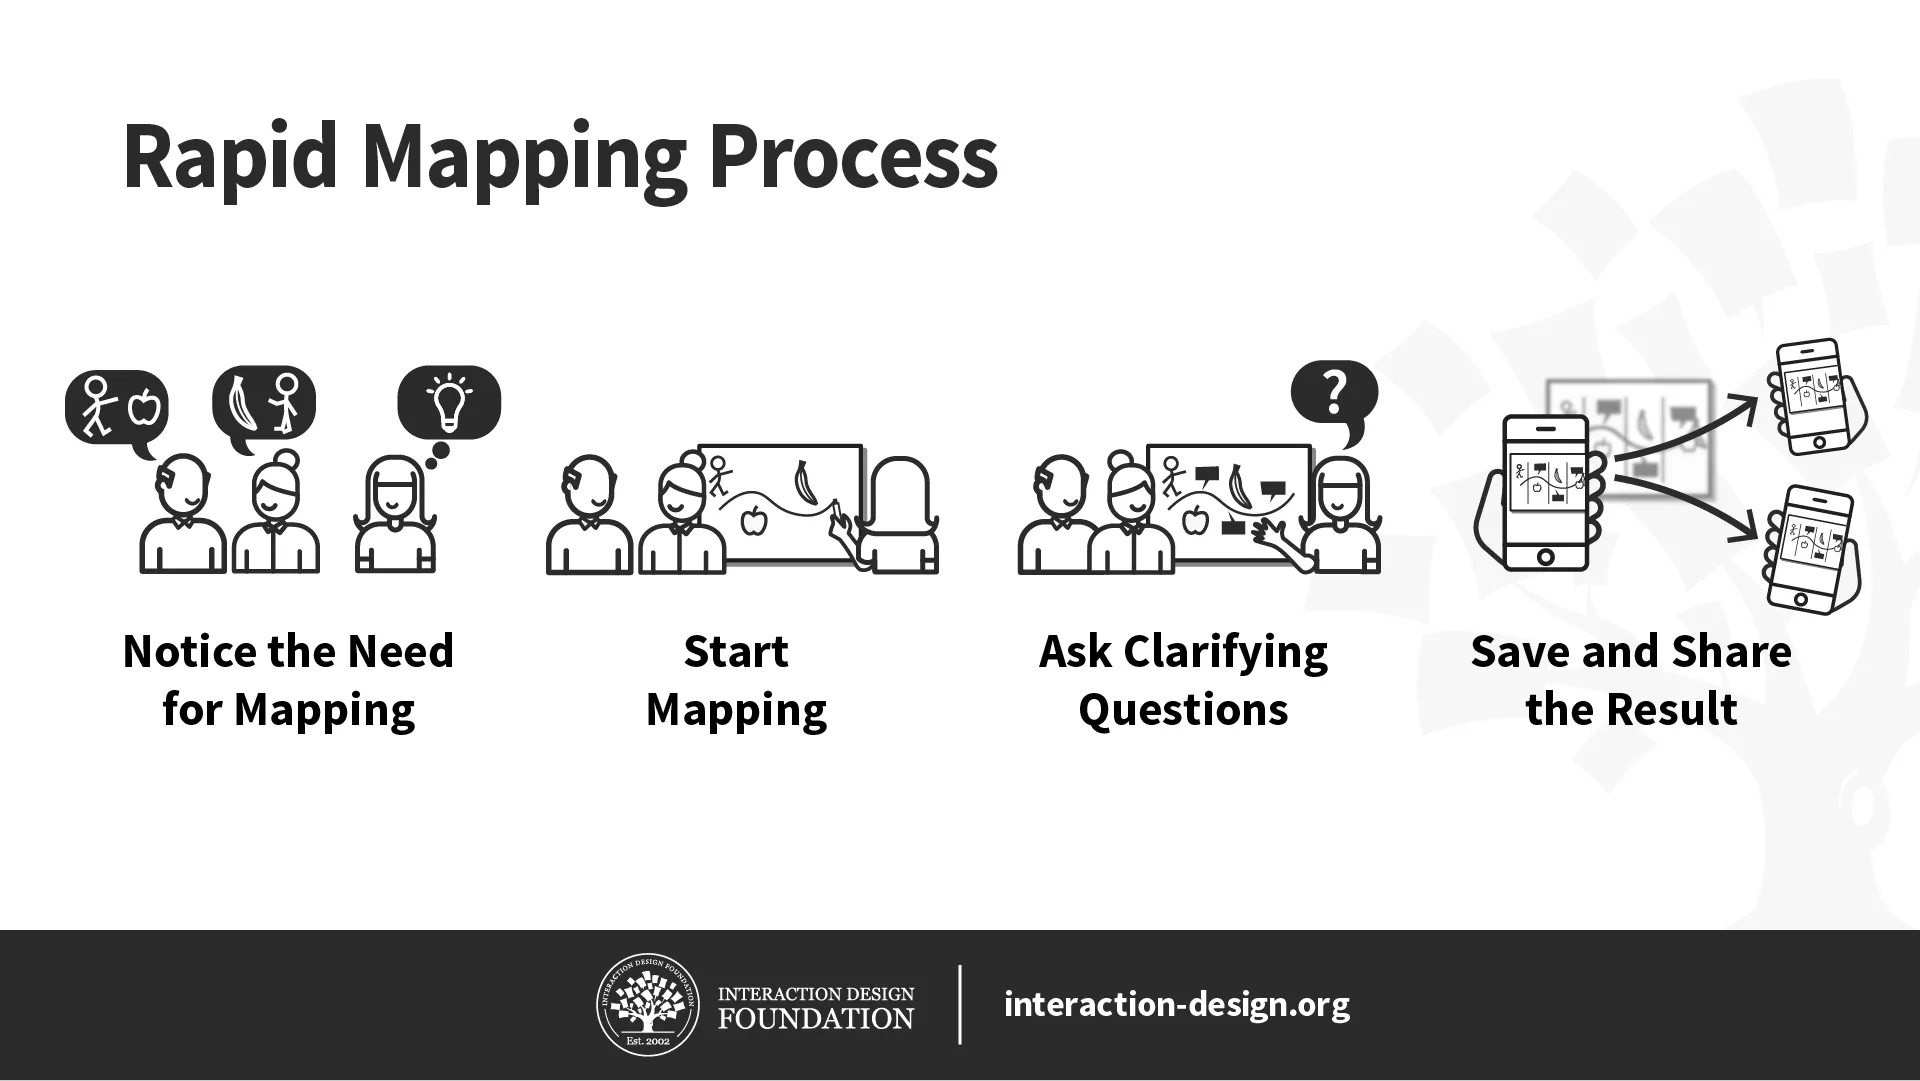 Rapid Mapping Process
?
Notice the Need
for Mapping
Start
Mapping
Ask Clarifying
Questions
Save and Share
the Result
INTERACTION DESIGN FOUNDATION
Est. 2002
INTERACTION DESIGN
FOUNDATION
interaction-design.org